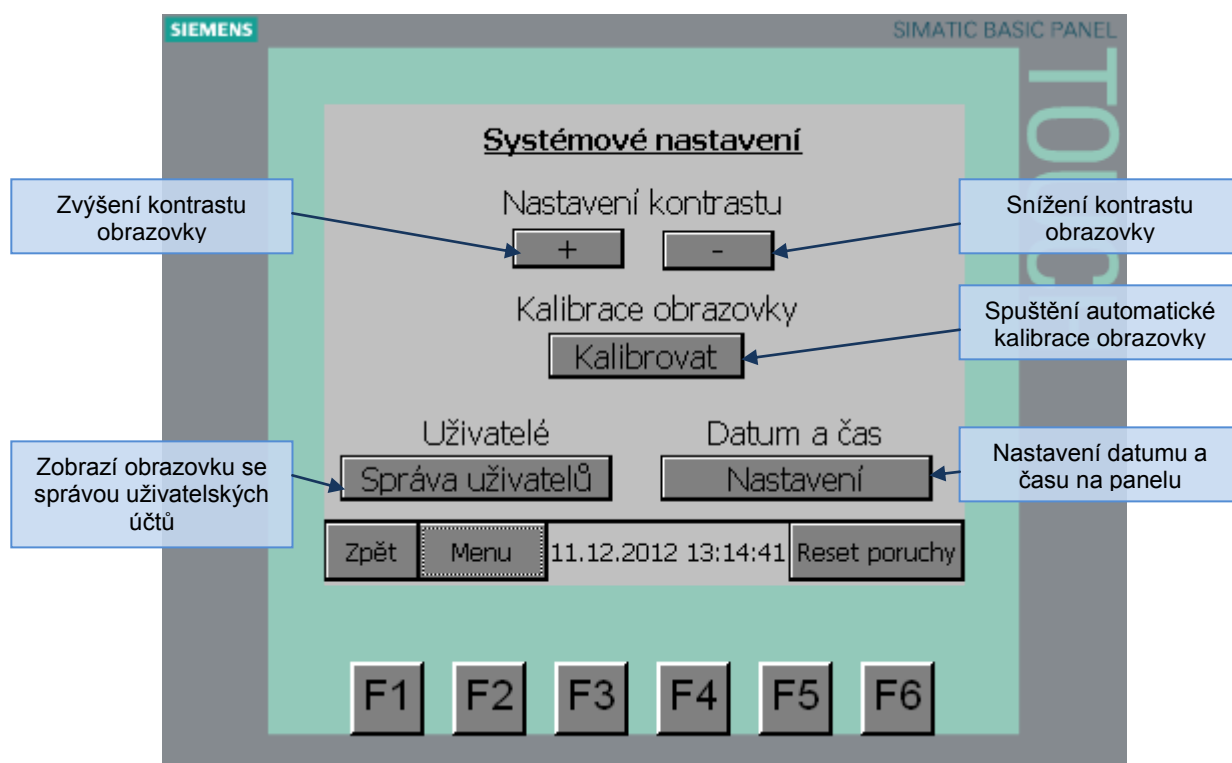 SIEMENS
SIMATIC BASIC PANEL
TOUCH
Systémové nastavení
Zvýšení kontrastu
obrazovky
Nastavení kontrastu
+ -
Snížení kontrastu
obrazovky
Kalibrace obrazovky
Kalibrovat
Spuštění automatické
kalibrace obrazovky
Uživatelé
Datum a čas
Zobrazí obrazovku se
správou uživatelských
účtů
Správa uživatelů
Nastavení
Nastavení datumu a
času na panelu
Zpět Menu 11.12.2012 13:14:41 Reset poruchy
F1 F2 F3 F4 F5 F6